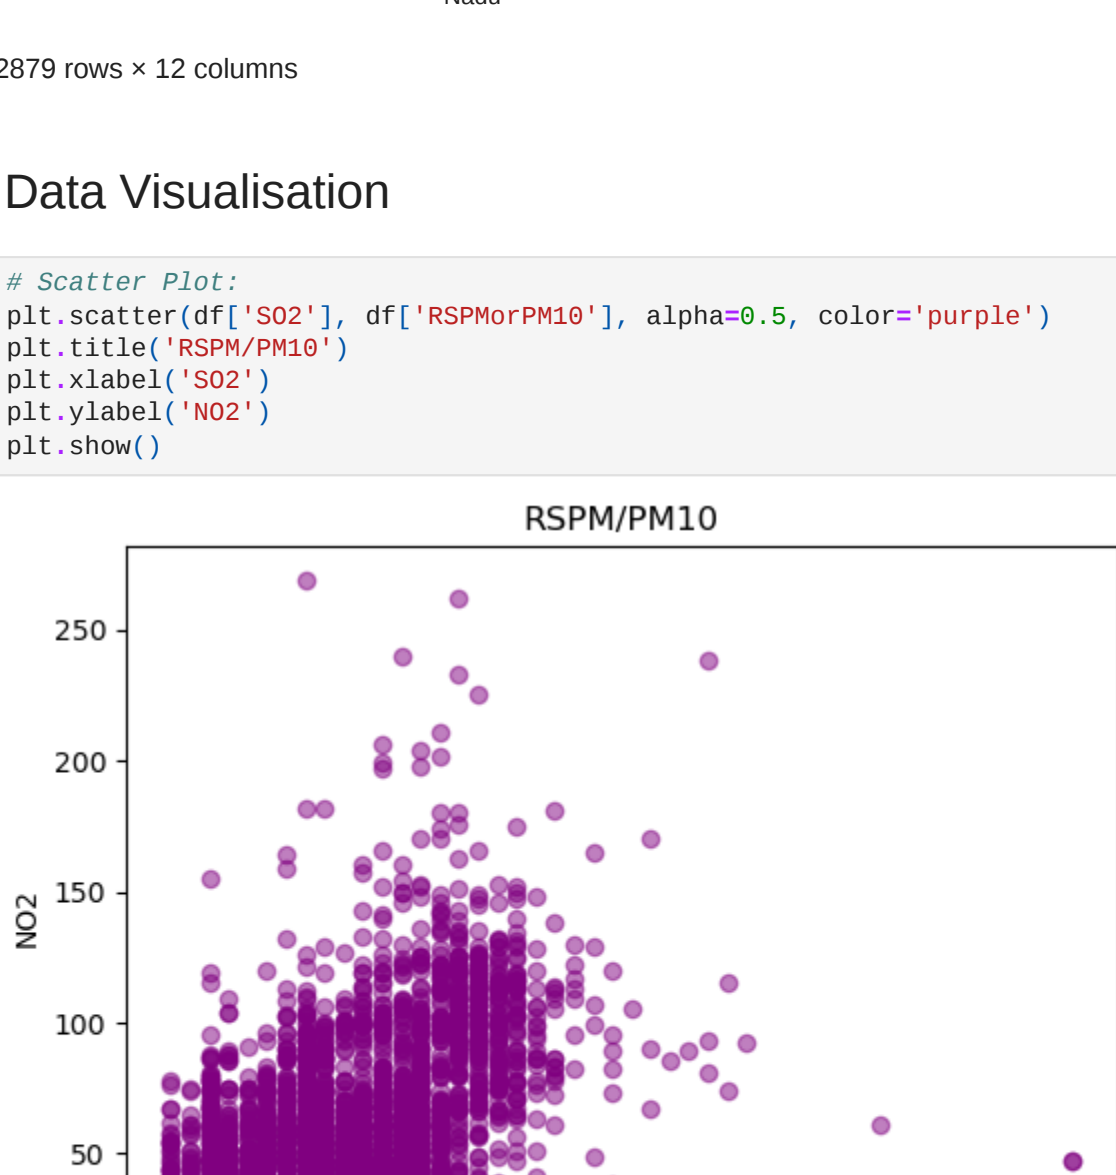 Nadu
2879 rows × 12 columns
Data Visualisation
# Scatter Plot:
plt.scatter(df['SO2'], df['RSPMorPM10'], alpha=0.5, color='purple')
plt.title('RSPM/PM10')
plt.xlabel('SO2')
plt.ylabel('NO2')
plt.show()
RSPM/PM10
250
200
150
100
50
NO2